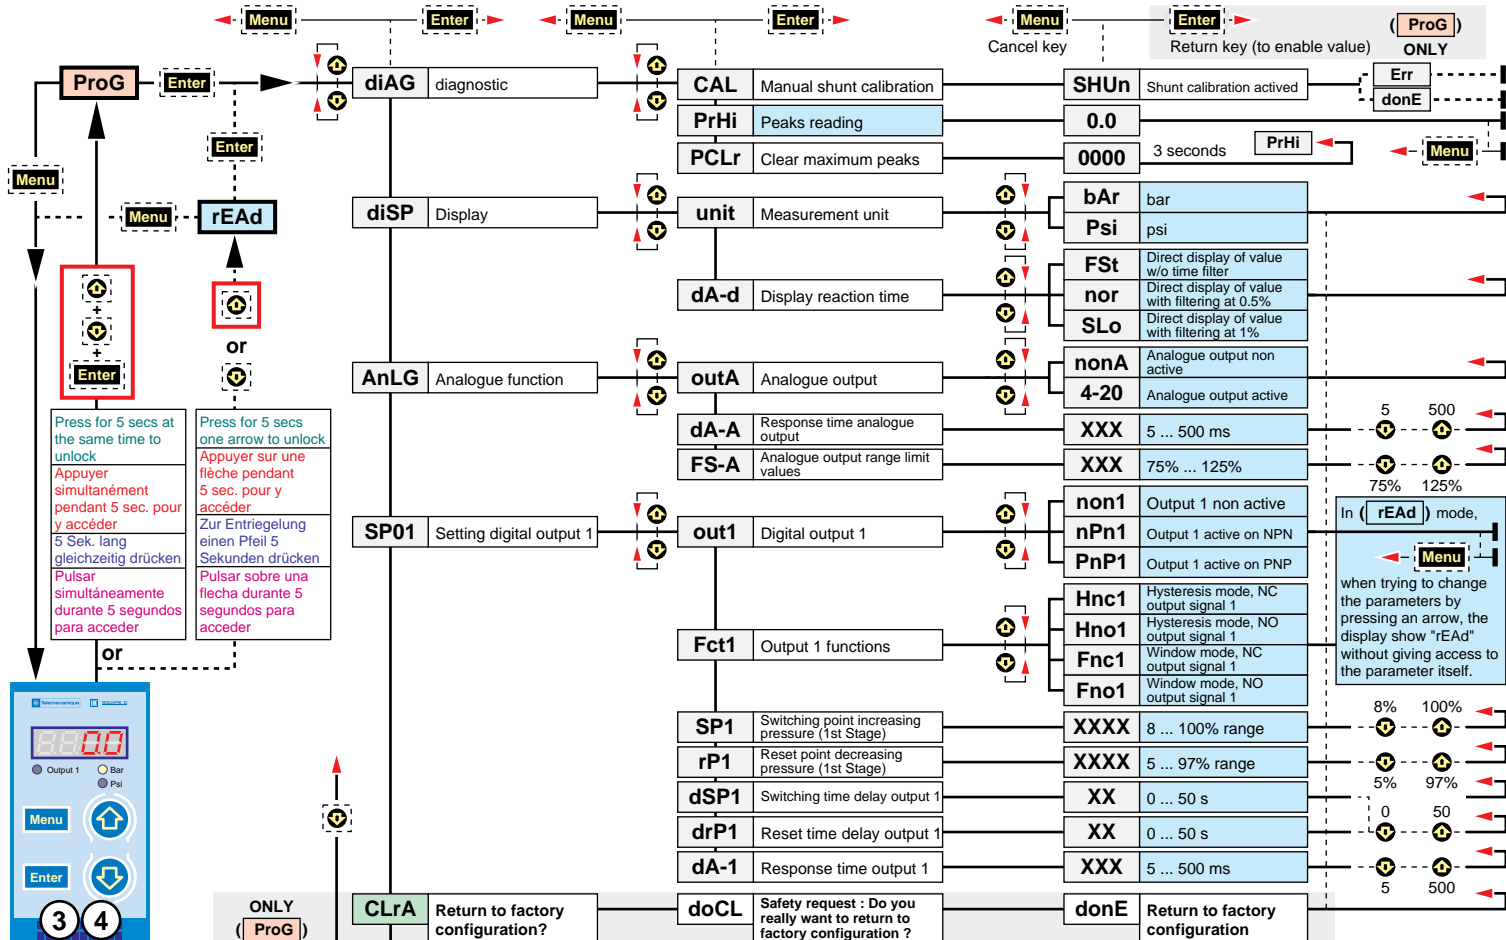 Menu
Enter
Menu
Enter
Menu
Enter
( ProG )
ONLY
Cancel key
Return key (to enable value)
ProG
Enter
diAG
diagnostic
CAL
Manual shunt calibration
SHUn
Shunt calibration actived
Err
donE
PrHi
Peaks reading
0.0
PCLr
Clear maximum peaks
0000
3 seconds
PrHi
Menu
Enter
Menu
Menu
rEAd
diSP
Display
unit
Measurement unit
bAr
bar
Psi
psi
dA-d
Display reaction time
FSt
Direct display of value
w/o time filter
nor
Direct display of value
with filtering at 0.5%
SLo
Direct display of value
with filtering at 1%
+
+
Enter
or
AnLG
Analogue function
outA
Analogue output
nonA
Analogue output non
active
4-20
Analogue output active
dA-A
Response time analogue
output
XXX
5 ... 500 ms
5
500
FS-A
Analogue output range limit
values
XXX
75% ... 125%
75%
125%
Press for 5 secs at
the same time to
unlock
Appuyer
simultanément
pendant 5 sec. pour
y accéder
5 Sek. lang
gleichzeitig drücken
Pulsar
simultáneamente
durante 5 segundos
para acceder
Press for 5 secs
one arrow to unlock
Appuyer sur une
flèche pendant
5 sec. pour y
accéder
Zur Entriegelung
einen Pfeil 5
Sekunden drücken
Pulsar sobre una
flecha durante 5
segundos para
acceder
or
SP01
Setting digital output 1
out1
Digital output 1
non1
Output 1 non active
nPn1
Output 1 active on NPN
PnP1
Output 1 active on PNP
In ( rEAd ) mode,
Menu
when trying to change
the parameters by
pressing an arrow, the
display show "rEAd"
without giving access to
the parameter itself.
Fct1
Output 1 functions
Hnc1
Hysteresis mode, NC
output signal 1
Hno1
Hysteresis mode, NO
output signal 1
Fnc1
Window mode, NC
output signal 1
Fno1
Window mode, NO
output signal 1
SP1
Switching point increasing
pressure (1st Stage)
XXXX
8 ... 100% range
8%
100%
rP1
Reset point decreasing
pressure (1st Stage)
XXXX
5 ... 97% range
5%
97%
dSP1
Switching time delay output 1
XX
0 ... 50 s
0
50
drP1
Reset time delay output 1
XX
0 ... 50 s
dA-1
Response time output 1
XXX
5 ... 500 ms
5
500
Telemecanique
SQUARE D
0.0
Output 1
Bar
Psi
Menu
Enter
3
4
ONLY
( ProG )
CLrA
Return to factory
configuration?
doCL
Safety request : Do you
really want to return to
factory configuration ?
donE
Return to factory
configuration